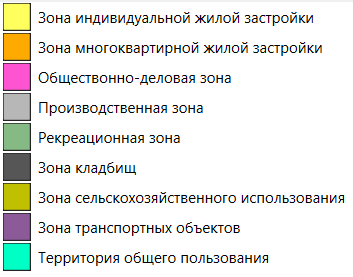 Зона индивидуальной жилой застройки
Зона многоквартирной жилой застройки
Общественно-деловая зона
Производственная зона
Рекреационная зона
Зона кладбищ
Зона сельскохозяйственного использования
Зона транспортных объектов
Территория общего пользования